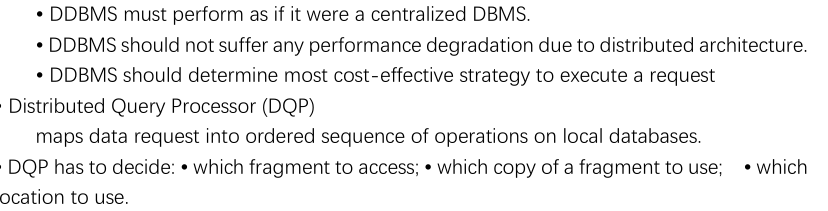 • DDBMS must perform as if it were a centralized DBMS.
• DDBMS should not suffer any performance degradation due to distributed architecture.
• DDBMS should determine most cost-effective strategy to execute a request
• Distributed Query Processor (DQP)
maps data request into ordered sequence of operations on local databases.
• DQP has to decide: • which fragment to access; • which copy of a fragment to use; • which
ocation to use.